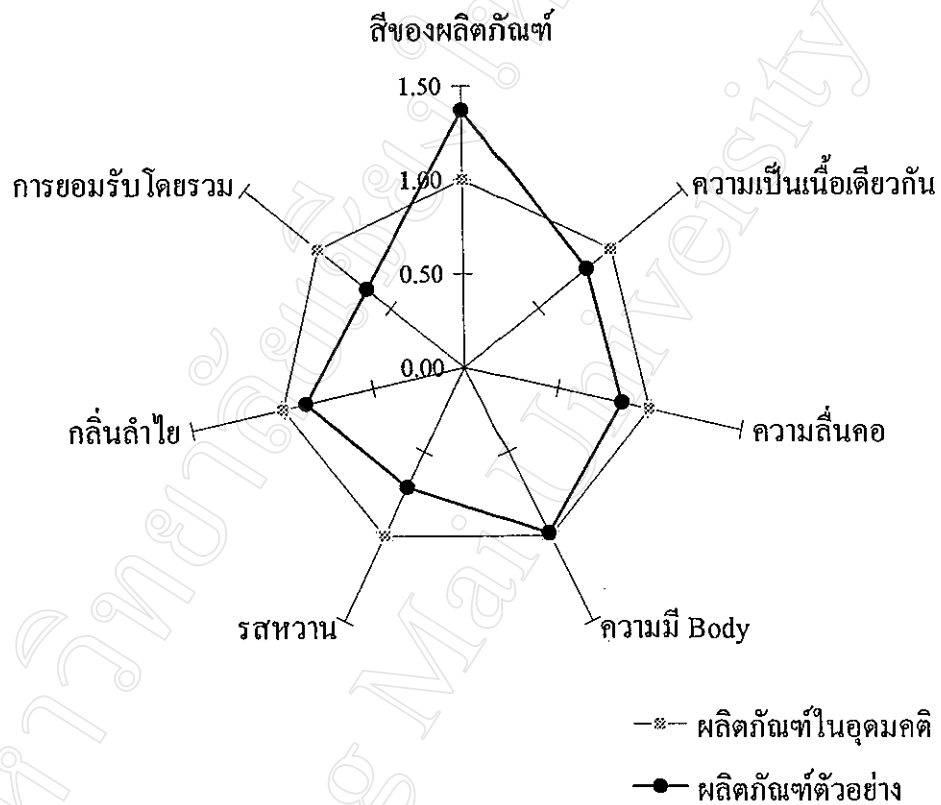 สีของผลิตภัณฑ์
1.50
การยอมรับโดยรวม
1.00
ความเป็นเนื้อเดียวกัน
0.50
0.00
กลิ่นลำไย
ความลื่นคอ
รสหวาน
ความมี Body
ผลิตภัณฑ์ในอุดมคติ
ผลิตภัณฑ์ตัวอย่าง
Mai University